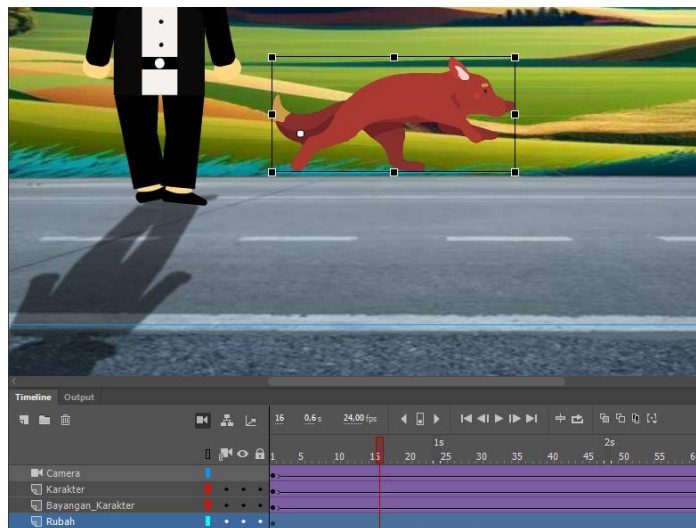 Timeline Output
16 0,6 s 24,00 fps
1s 2s
1 5 10 15 20 25 30 35 40 45 50 55 6
Camera
Karakter
Bayangan_Karakter
Rubah